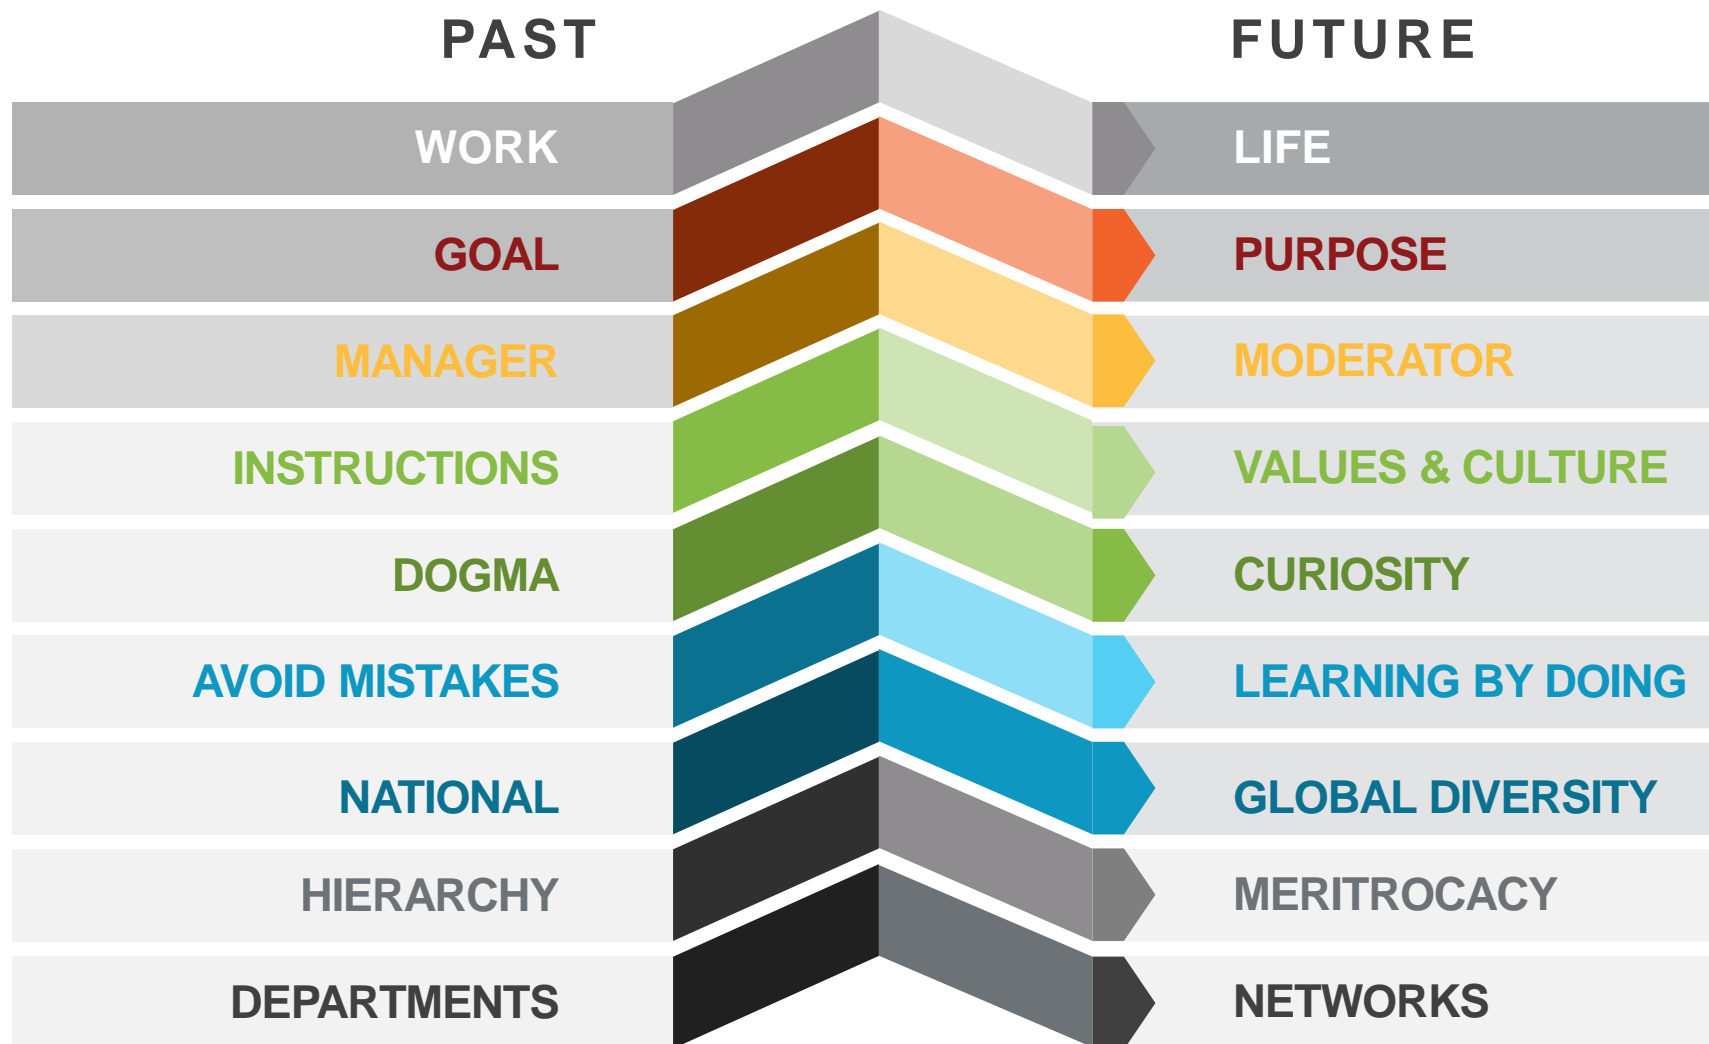 PAST FUTURE
WORK LIFE
GOAL PURPOSE
MANAGER MODERATOR
INSTRUCTIONS VALUES & CULTURE
DOGMA CURIOSITY
AVOID MISTAKES LEARNING BY DOING
NATIONAL GLOBAL DIVERSITY
HIERARCHY MERITROCACY
DEPARTMENTS NETWORKS